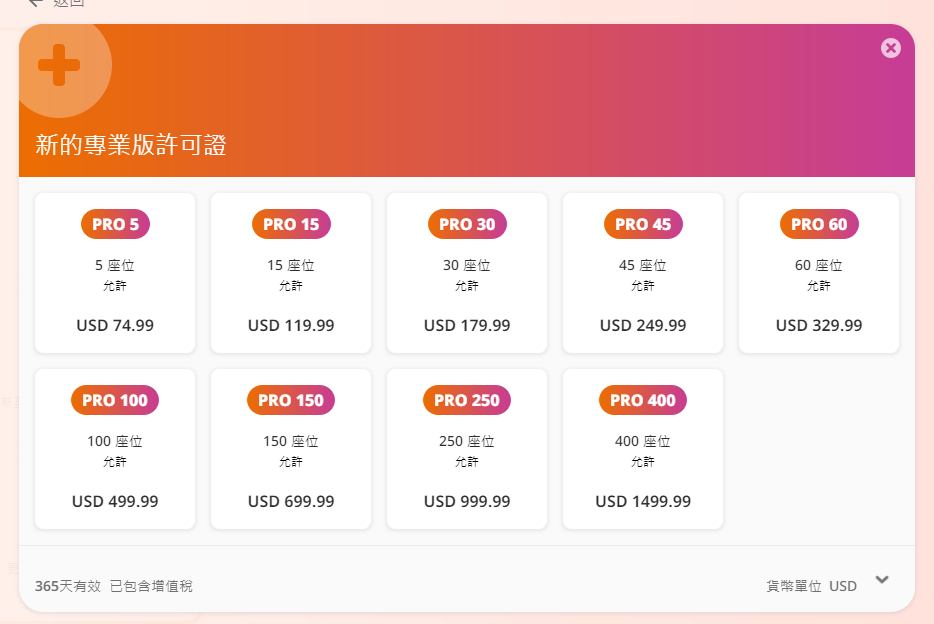 返回
新的專業版許可證
PRO 5
5 座位
允許
USD 74.99
PRO 15
15 座位
允許
USD 119.99
PRO 30
30 座位
允許
USD 179.99
PRO 45
45 座位
允許
USD 249.99
PRO 60
60 座位
允許
USD 329.99
PRO 100
100 座位
允許
USD 499.99
PRO 150
150 座位
允許
USD 699.99
PRO 250
250 座位
允許
USD 999.99
PRO 400
400 座位
允許
USD 1499.99
365天有效 已包含增值稅
貨幣單位 USD